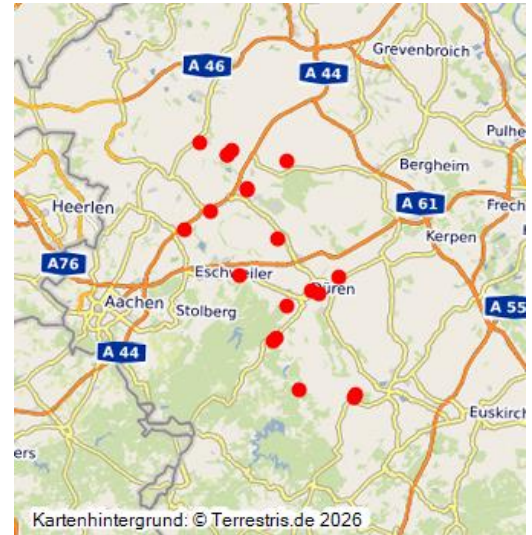 A 46
A 44
Grevenbroich
Pulhe
Bergheim
Heerlen
A 61
Frech
Kerpen
A 76
Eschweiler
Aachen
Stolberg
Düren
A 55
A 44
Euskirch
ers
Kartenhintergrund: © Terrestris.de 2026